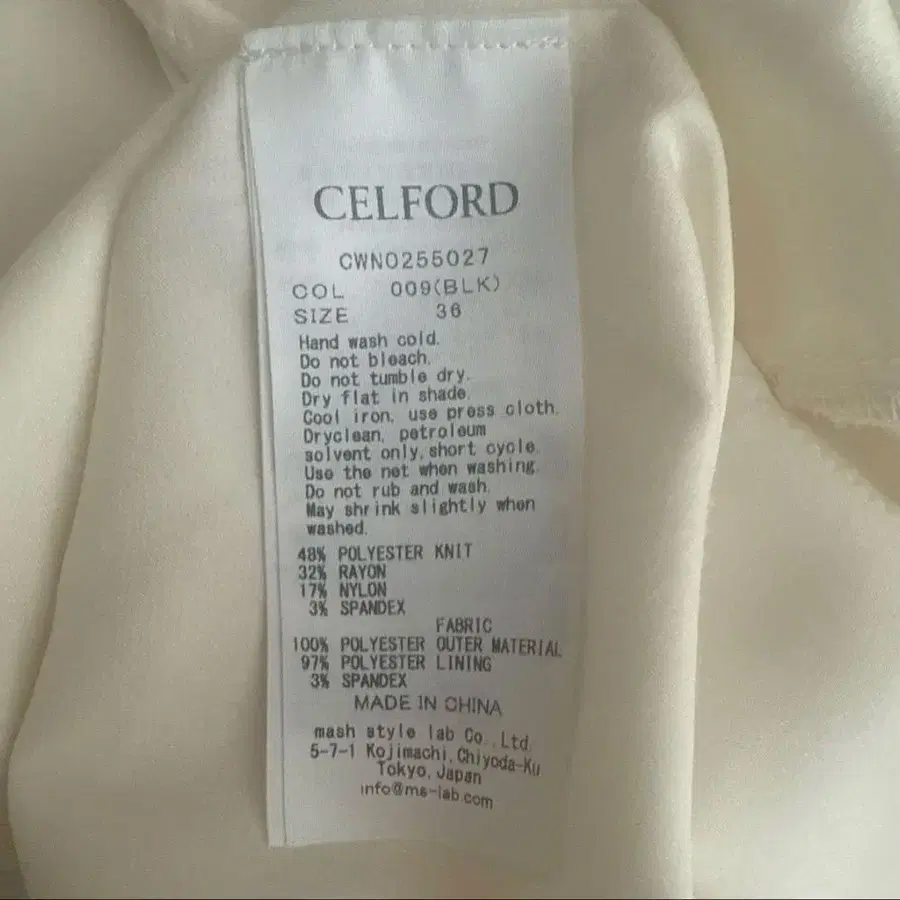 CELFORD
CWNO255027
COL 009(BLK)
SIZE 36
Hand wash cold.
Do not bleach.
Do not tumble dry.
Dry flat in shade.
Cool iron, use press cloth.
Dryclean, petroleum
solvent only, short cycle.
Use the net when washing.
Do not rub and wash.
May shrink slightly when
washed.
48% POLYESTER KNIT
32% RAYON
17% NYLON
3% SPANDEX
FABRIC
100% POLYESTER OUTER MATERIAL
97% POLYESTER LINING
3% SPANDEX
MADE IN CHINA
mash style lab Co., Ltd.
5-7-1 Kojimachi, Chiyoda-Ku
Tokyo, Japan
info@ms-lab.com